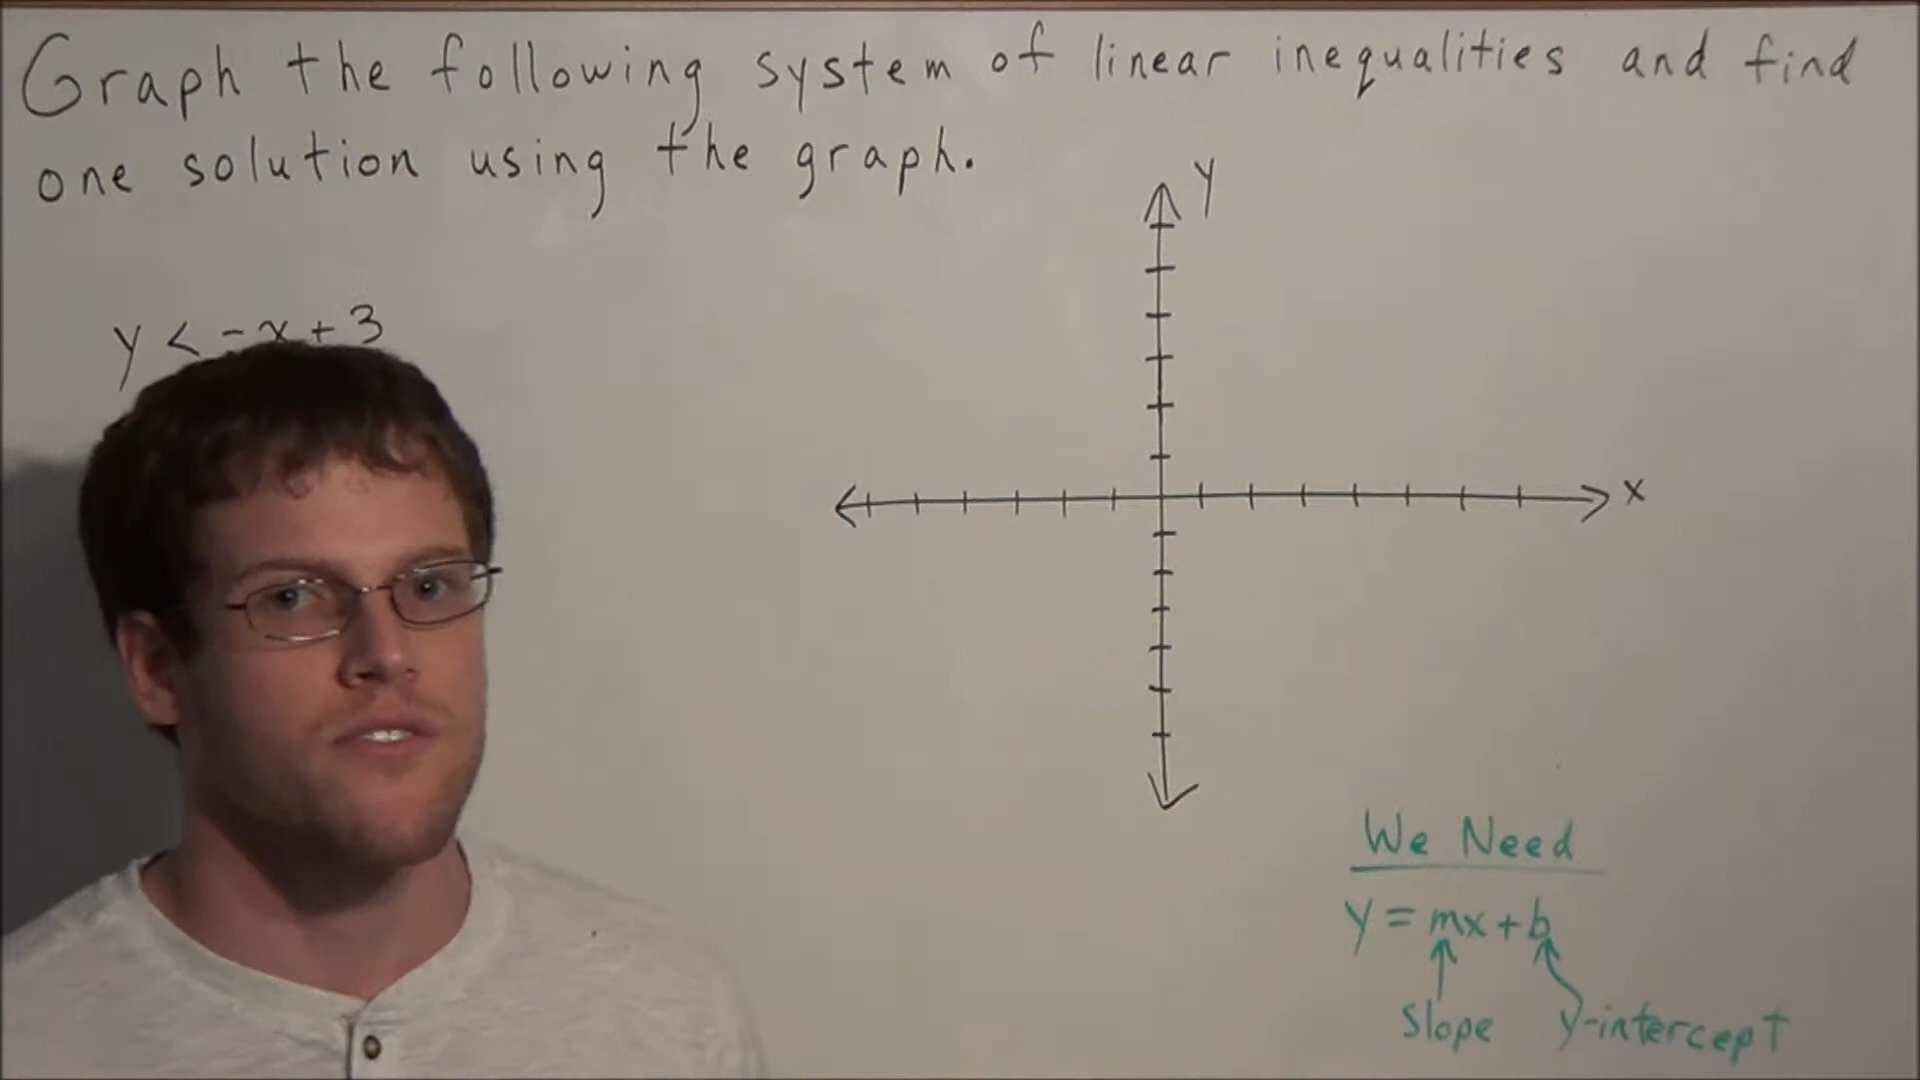 Graph the following system of linear inequalities and find
one solution using the graph.
y
y < -x + 3
x
We Need
y = mx + b
slope y-intercept